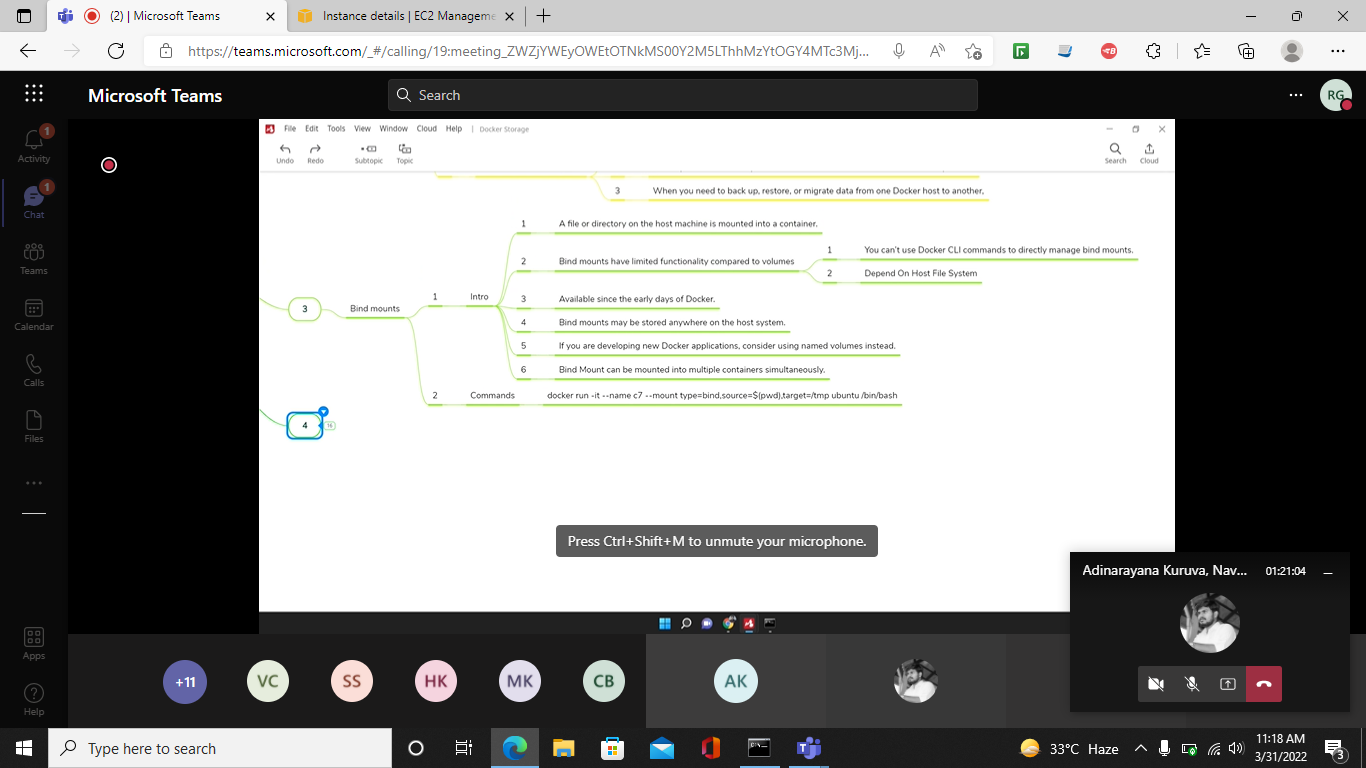 (2) | Microsoft Teams
Instance details | EC2 Manageme
https://teams.microsoft.com/_#/calling/19:meeting_ZWZjYWEyOWEtOTNkMS00Y2M5LThhMzYtOGY4MTc3Mj...
Microsoft Teams
Search
RG
1
Activity
1
Chat
Teams
Calendar
Calls
Files
Apps
Help
File Edit Tools View Window Cloud Help | Docker Storage
Undo Redo Subtopic Topic Search Cloud
3 When you need to back up, restore, or migrate data from one Docker host to another,
1 A file or directory on the host machine is mounted into a container.
1 You can't use Docker CLI commands to directly manage bind mounts.
2 Bind mounts have limited functionality compared to volumes
2 Depend On Host File System
3 Bind mounts
1 Intro
3 Available since the early days of Docker.
4 Bind mounts may be stored anywhere on the host system.
5 If you are developing new Docker applications, consider using named volumes instead.
6 Bind Mount can be mounted into multiple containers simultaneously.
2 Commands docker run -it --name c7 --mount type=bind,source=$(pwd),target=/tmp ubuntu /bin/bash
4
16
Press Ctrl+Shift+M to unmute your microphone.
Adinarayana Kuruva, Nav... 01:21:04
+11 VC SS HK MK CB AK
Type here to search
33°C Haze
11:18 AM
3/31/2022
3